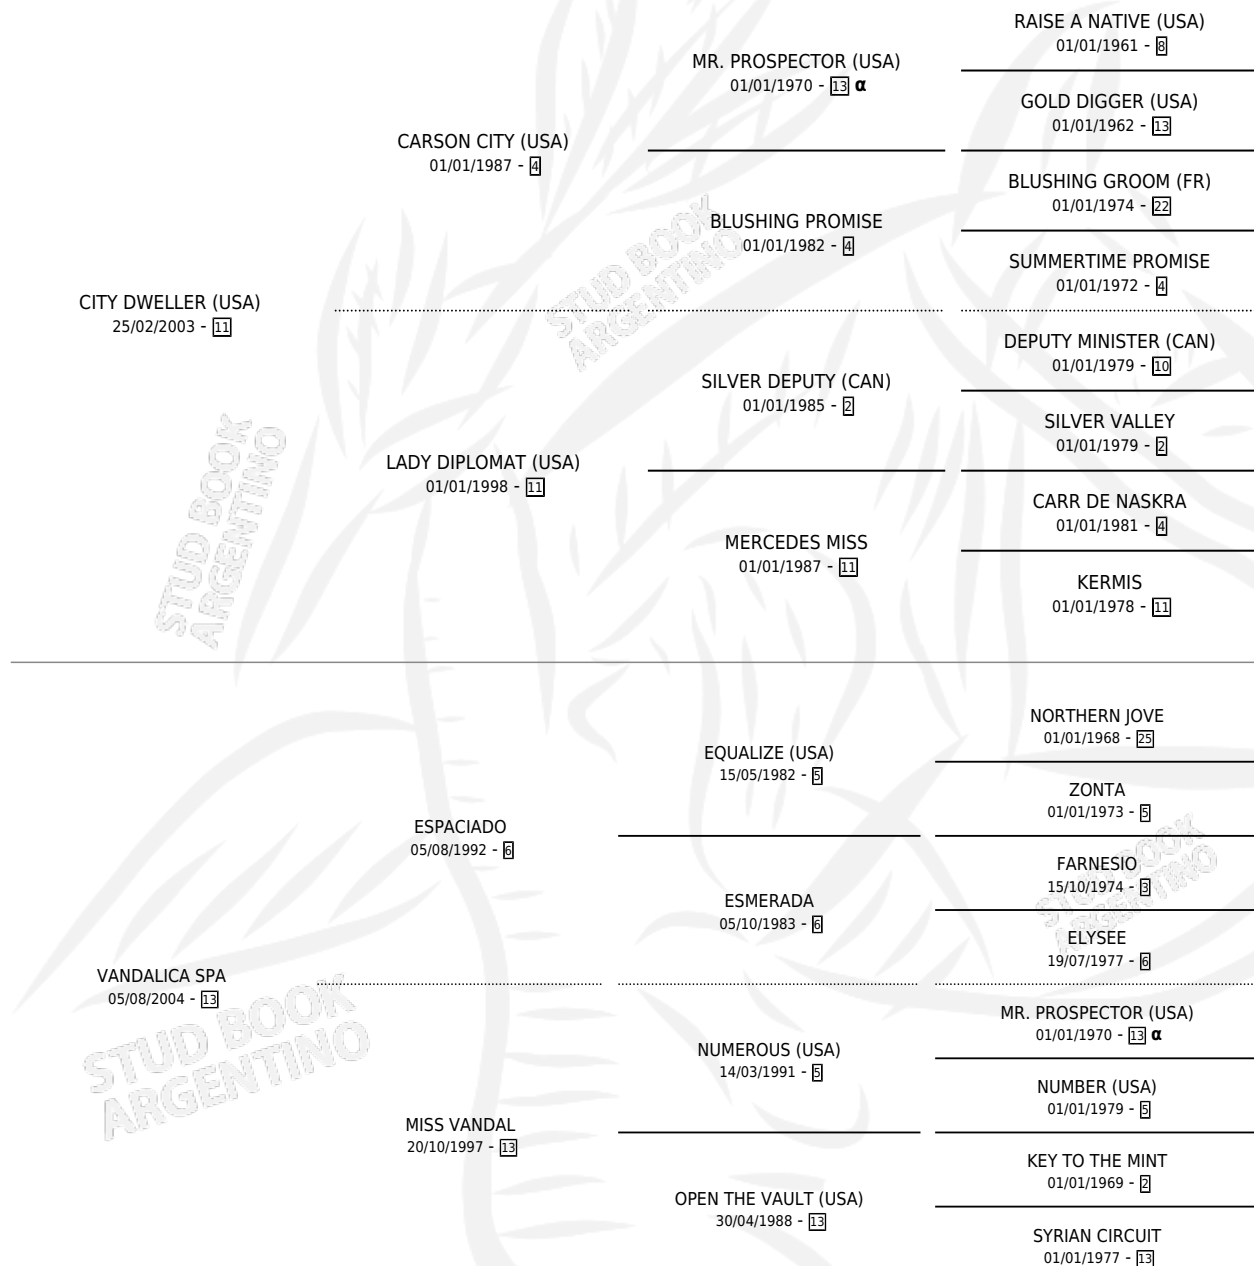 RAISE A NATIVE (USA)
01/01/1961 - 8
MR. PROSPECTOR (USA)
01/01/1970 - 13 α
GOLD DIGGER (USA)
01/01/1962 - 13
CARSON CITY (USA)
01/01/1987 - 4
BLUSHING GROOM (FR)
01/01/1974 - 22
BLUSHING PROMISE
01/01/1982 - 4
SUMMERTIME PROMISE
01/01/1972 - 4
CITY DWELLER (USA)
25/02/2003 - 11
DEPUTY MINISTER (CAN)
01/01/1979 - 10
SILVER DEPUTY (CAN)
01/01/1985 - 2
SILVER VALLEY
01/01/1979 - 2
LADY DIPLOMAT (USA)
01/01/1998 - 11
CARR DE NASKRA
01/01/1981 - 4
MERCEDES MISS
01/01/1987 - 11
KERMIS
01/01/1978 - 11
NORTHERN JOVE
01/01/1968 - 25
EQUALIZE (USA)
15/05/1982 - 5
ZONTA
01/01/1973 - 5
ESPACIADO
05/08/1992 - 6
FARNESIO
15/10/1974 - 3
ESMERADA
05/10/1983 - 6
ELYSEE
19/07/1977 - 6
VANDALICA SPA
05/08/2004 - 13
MR. PROSPECTOR (USA)
01/01/1970 - 13 α
NUMEROUS (USA)
14/03/1991 - 5
NUMBER (USA)
01/01/1979 - 5
MISS VANDAL
20/10/1997 - 13
KEY TO THE MINT
01/01/1969 - 2
OPEN THE VAULT (USA)
30/04/1988 - 13
SYRIAN CIRCUIT
01/01/1977 - 13
STUD BOOK
ARGENTINO
STUD BOOK
ARGENTINO
STUD BOOK
ARGENTINO
STUD BOOK
ARGENTINO